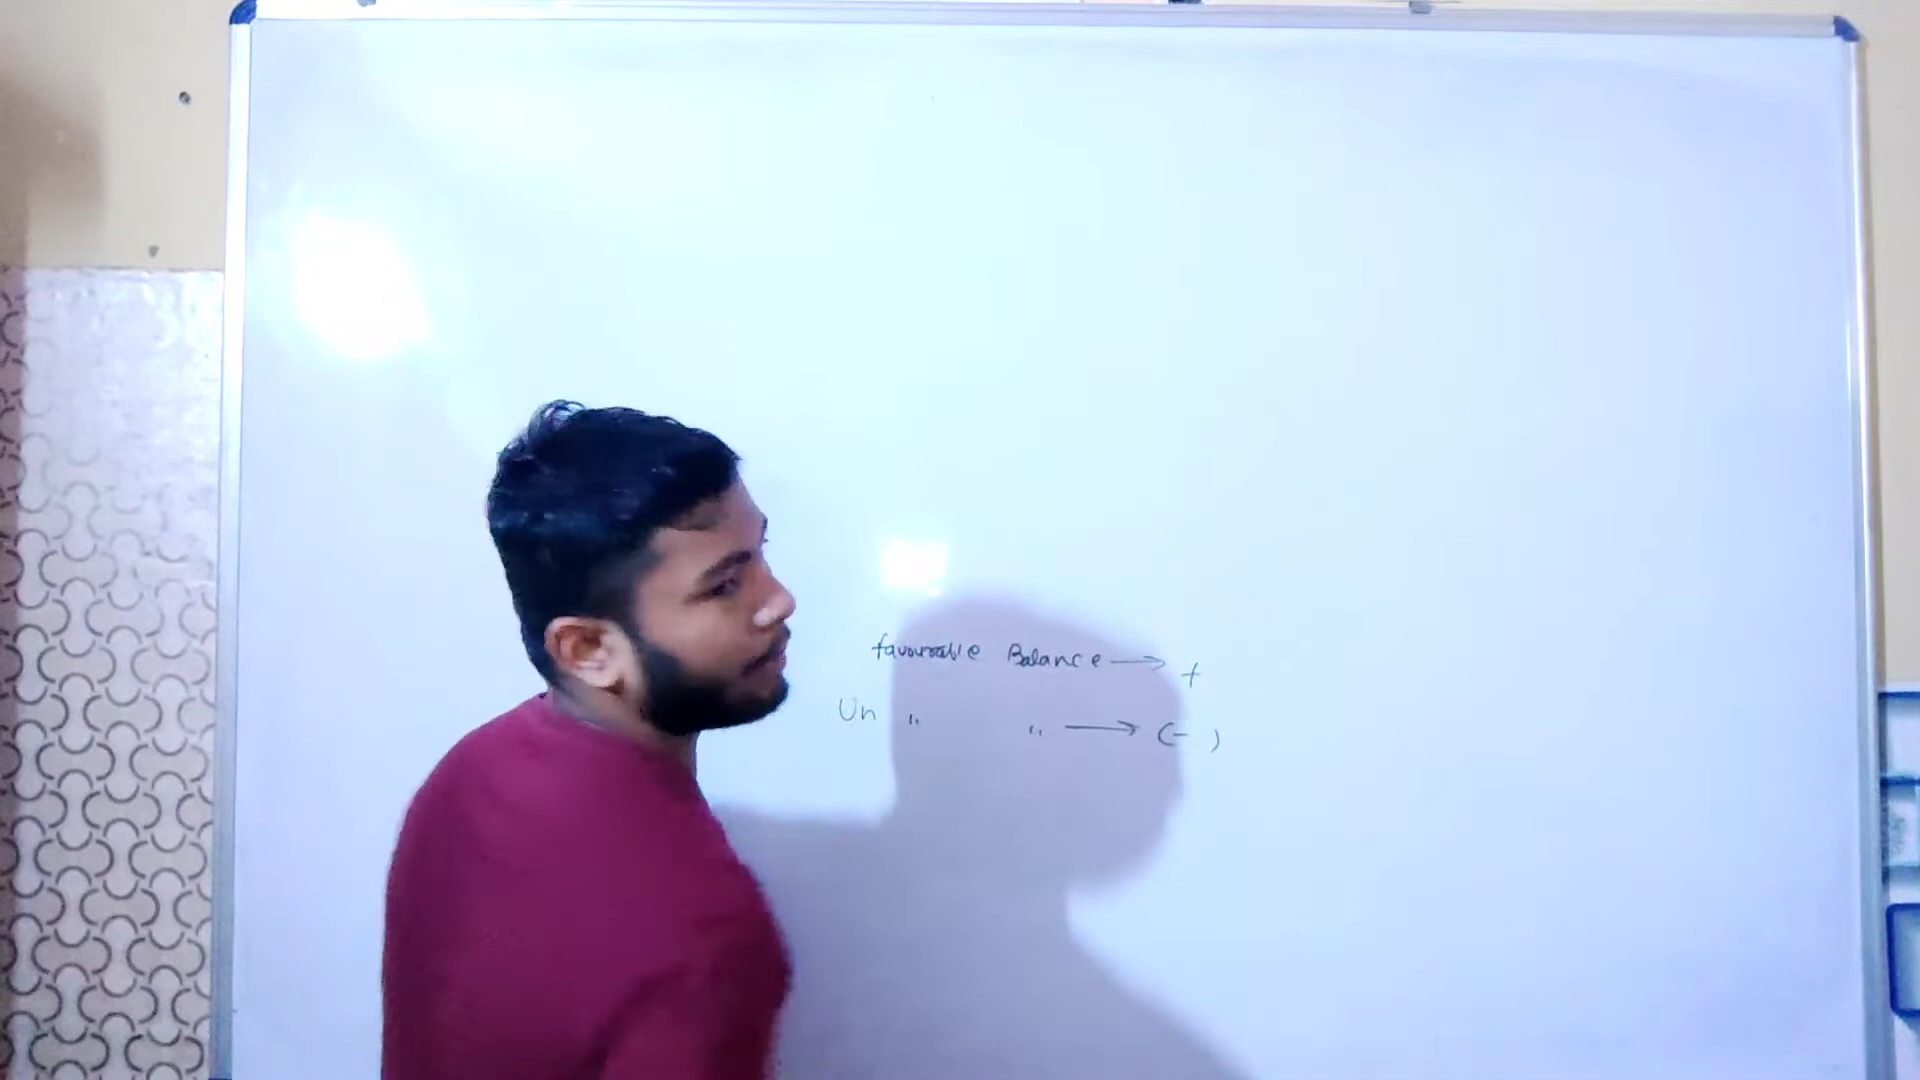 favourable Balance → +
Un " " → (- )